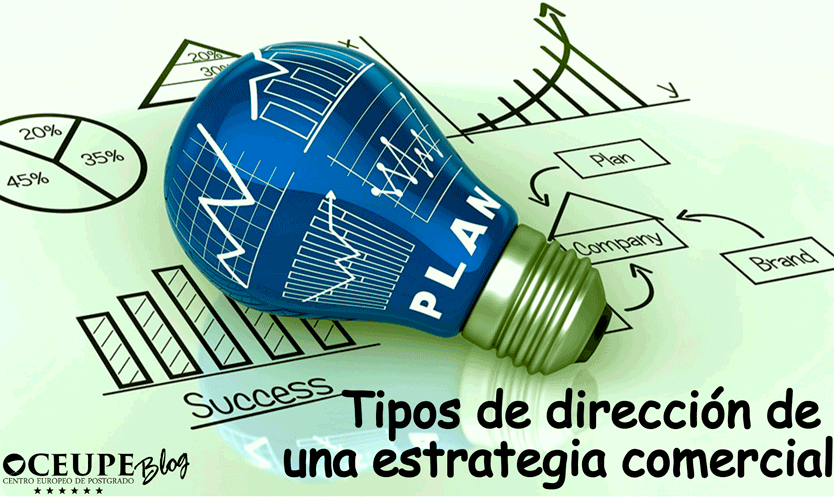 20%
30%
x
y
20%
35%
45%
Plan
Company
Brand
PLAN
Success
Tipos de dirección de
una estrategia comercial
CEUPE Blog
CENTRO EUROPEO DE POSTGRADO